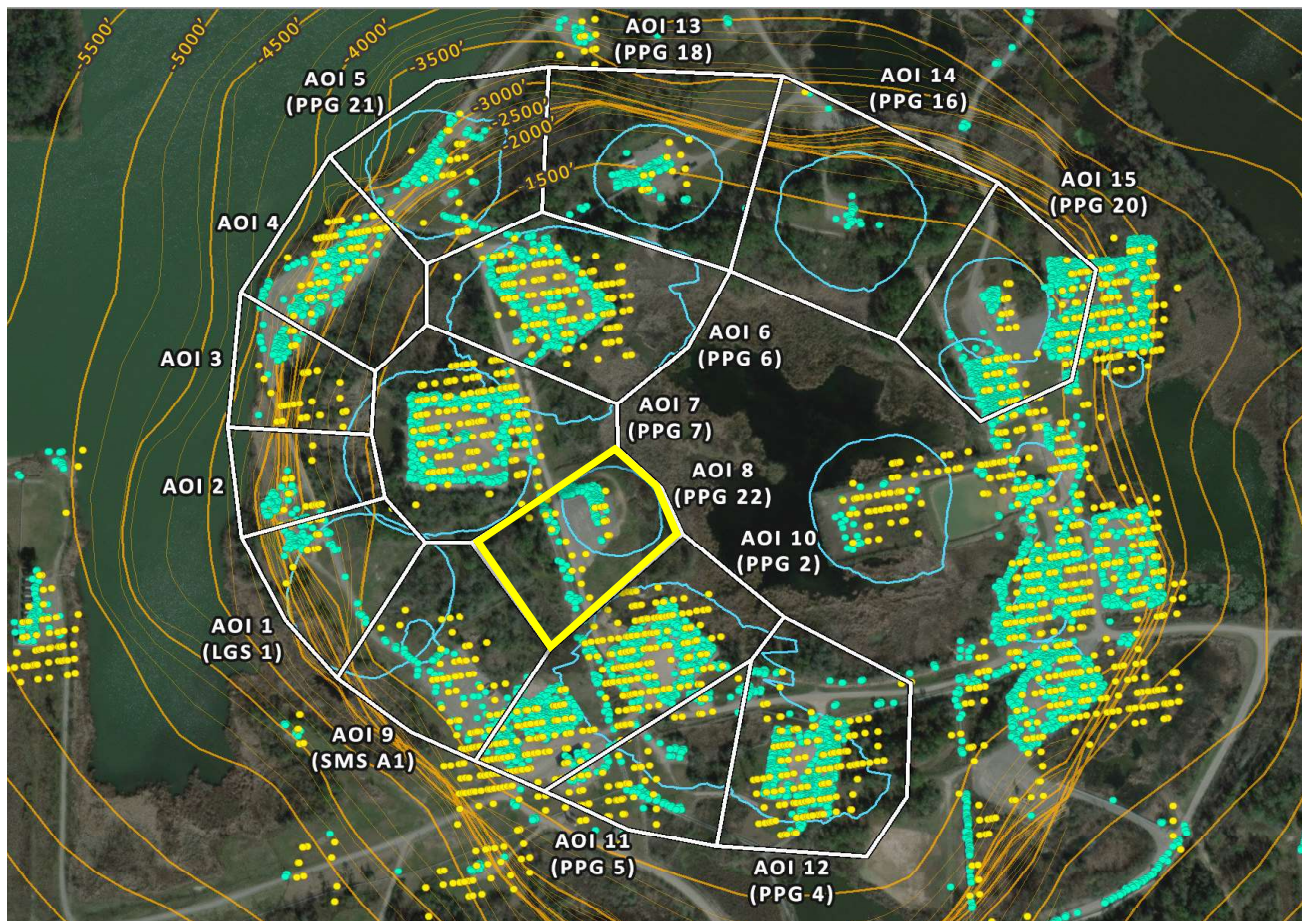 -5500'
-5000'
-4500'
-4000'
-3500'
-3000'
-2500'
-2000'
-1500'
AOI 13
(PPG 18)
AOI 14
(PPG 16)
AOI 5
(PPG 21)
AOI 15
(PPG 20)
AOI 4
AOI 3
AOI 6
(PPG 6)
AOI 7
(PPG 7)
AOI 8
(PPG 22)
AOI 2
AOI 10
(PPG 2)
AOI 1
(LGS 1)
AOI 9
(SMS A1)
AOI 11
(PPG 5)
AOI 12
(PPG 4)